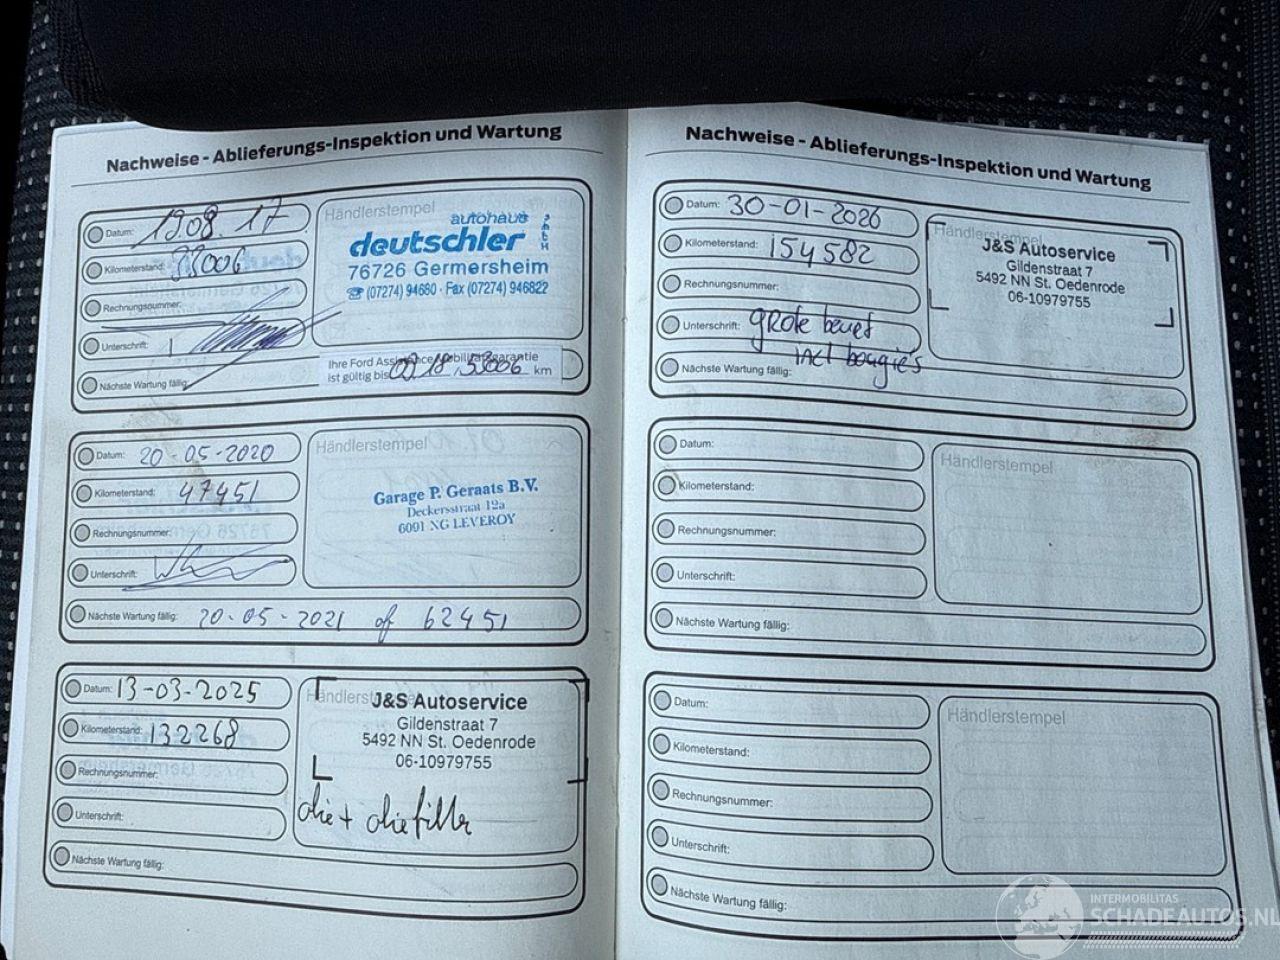 Nachweise - Ablieferungs-Inspektion und Wartung
Datum: 19.08.17
Kilometerstand:
Rechnungsnummer:
Unterschrift:
Nächste Wartung fällig:
Händlerstempel
autohaus
deutschler
GmbH
76726 Germersheim
☎ (07274) 94680 · Fax (07274) 946822
Ihre Ford Assistance Mobilitätsgarantie
ist gültig bis 08.18, 53006 km
Datum: 20-05-2020
Kilometerstand: 47451
Rechnungsnummer:
Unterschrift:
Nächste Wartung fällig: 20-05-2021 of 62451
Händlerstempel
Garage P. Geraats B.V.
Deckersstraat 12a
6091 NG LEVEROY
Datum: 13-03-2025
Kilometerstand: 132268
Rechnungsnummer:
Unterschrift:
Nächste Wartung fällig:
Händlerstempel
J&S Autoservice
Gildenstraat 7
5492 NN St. Oedenrode
06-10979755
olie + oliefilter
Nachweise - Ablieferungs-Inspektion und Wartung
Datum: 30-01-2026
Kilometerstand: 154582
Rechnungsnummer:
Unterschrift: grote beurt
incl bougie's
Nächste Wartung fällig:
Händlerstempel
J&S Autoservice
Gildenstraat 7
5492 NN St. Oedenrode
06-10979755
Datum:
Kilometerstand:
Rechnungsnummer:
Unterschrift:
Nächste Wartung fällig:
Händlerstempel
Datum:
Kilometerstand:
Rechnungsnummer:
Unterschrift:
Nächste Wartung fällig:
Händlerstempel
INTERMOBILITAS
SCHADEAUTOS.NL